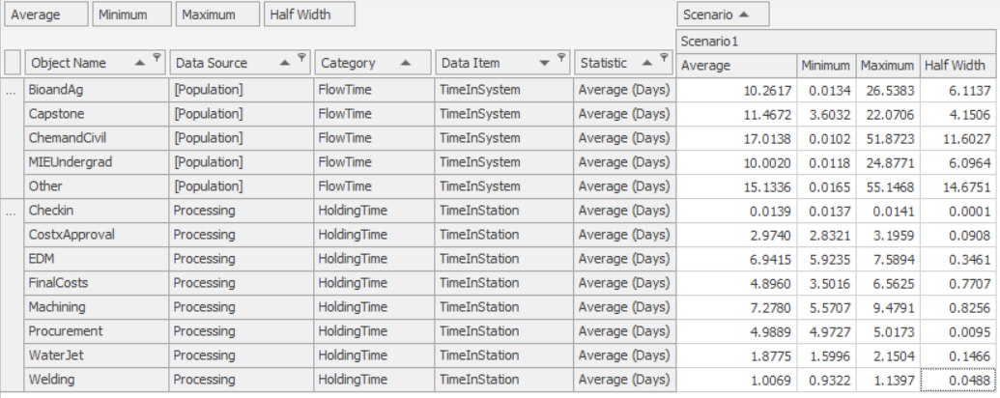 Average Minimum Maximum Half Width Scenario
Scenario1
Object Name Data Source Category Data Item Statistic Average Minimum Maximum Half Width
... BioandAg [Population] FlowTime TimeInSystem Average (Days) 10.2617 0.0134 26.5383 6.1137
Capstone [Population] FlowTime TimeInSystem Average (Days) 11.4672 3.6032 22.0706 4.1506
ChemandCivil [Population] FlowTime TimeInSystem Average (Days) 17.0138 0.0102 51.8723 11.6027
MIEUndergrad [Population] FlowTime TimeInSystem Average (Days) 10.0020 0.0118 24.8771 6.0964
Other [Population] FlowTime TimeInSystem Average (Days) 15.1336 0.0165 55.1468 14.6751
... Checkin Processing HoldingTime TimeInStation Average (Days) 0.0139 0.0137 0.0141 0.0001
CostxApproval Processing HoldingTime TimeInStation Average (Days) 2.9740 2.8321 3.1959 0.0908
EDM Processing HoldingTime TimeInStation Average (Days) 6.9415 5.9235 7.5894 0.3461
FinalCosts Processing HoldingTime TimeInStation Average (Days) 4.8960 3.5016 6.5625 0.7707
Machining Processing HoldingTime TimeInStation Average (Days) 7.2780 5.5707 9.4791 0.8256
Procurement Processing HoldingTime TimeInStation Average (Days) 4.9889 4.9727 5.0173 0.0095
WaterJet Processing HoldingTime TimeInStation Average (Days) 1.8775 1.5996 2.1504 0.1466
Welding Processing HoldingTime TimeInStation Average (Days) 1.0069 0.9322 1.1397 0.0488